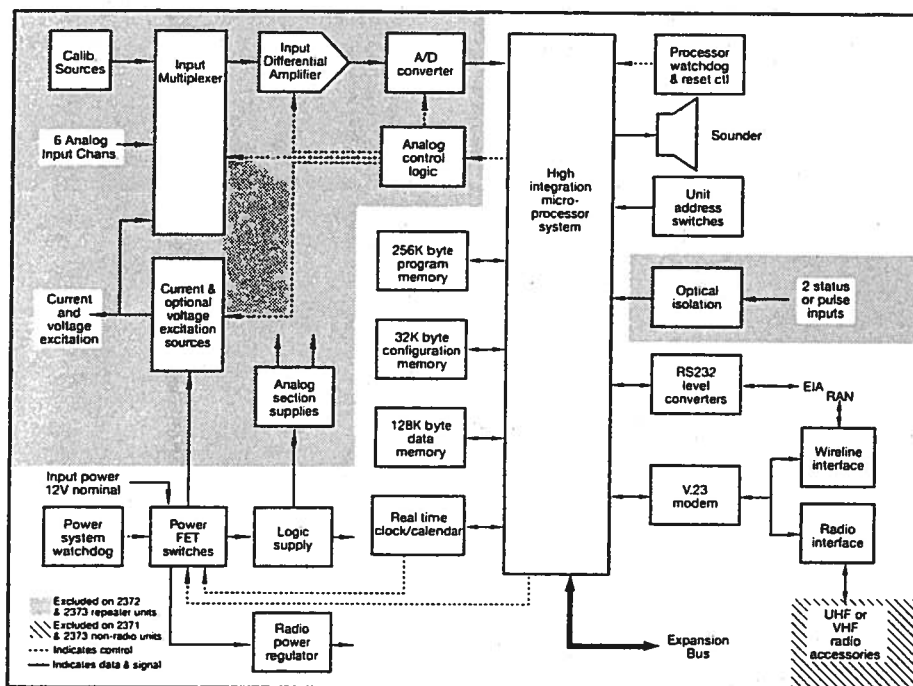 Calib.
Sources
Input
Multiplexer
Input
Differential
Amplifier
A/D
converter
6 Analog
Input Chans
Analog
control
logic
Current
and
voltage
excitation
Current &
optional
voltage
excitation
sources
Analog
section
supplies
256K byte
program
memory
32K byte
configuration
memory
128K byte
data
memory
Real time
clock/calendar
High
integration
micro-
processor
system
Processor
watchdog
& reset ctl
Sounder
Unit
address
switches
Optical
isolation
2 status
or pulse
inputs
RS232
level
converters
EIA
RAN
Wireline
interface
V.23
modem
Radio
interface
UHF or
VHF
radio
accessories
Expansion
Bus
Input power
12V nominal
Power
system
watchdog
Power
FET
switches
Logic
supply
Radio
power
regulator
Excluded on 2372
& 2373 repeater units
Excluded on 2371
& 2373 non-radio units
Indicates control
Indicates data & signal